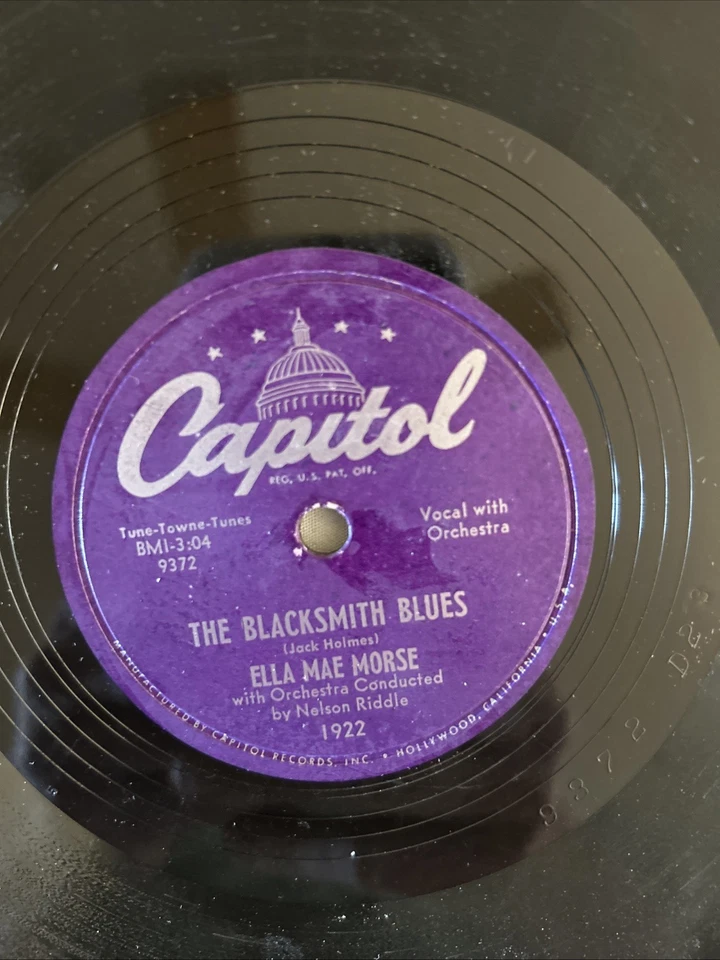 Capitol
REG. U.S. PAT. OFF.
Tune-Towne-Tunes
BMI-3:04
9372
Vocal with
Orchestra
THE BLACKSMITH BLUES
(Jack Holmes)
ELLA MAE MORSE
with Orchestra Conducted
by Nelson Riddle
1922
MANUFACTURED BY CAPITOL RECORDS, INC. • HOLLYWOOD, CALIFORNIA • U.S.A.
9372